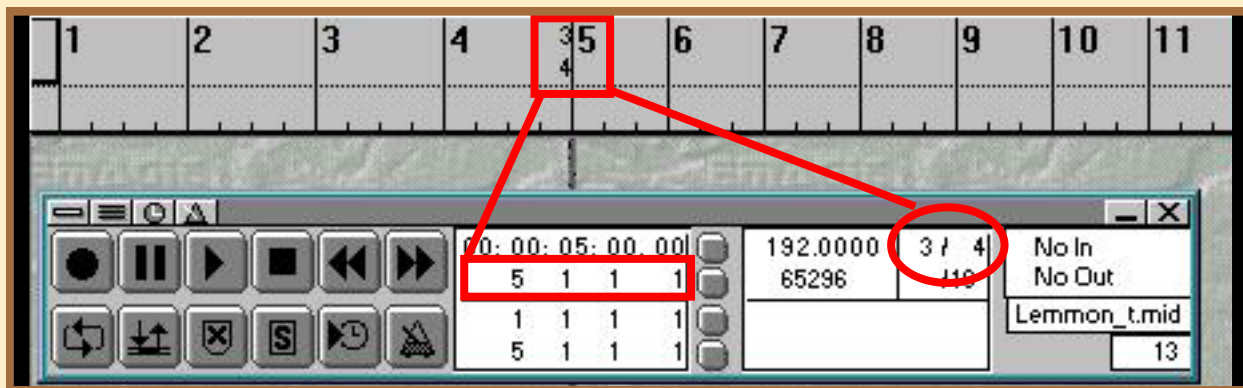 1 2 3 4 3 5 6 7 8 9 10 11
4
00: 00: 05: 00. 00 192.0000 3 / 4 No In
5 1 1 1 65296 No Out
1 1 1 1 Lemmon_t.mid
5 1 1 1 13
S